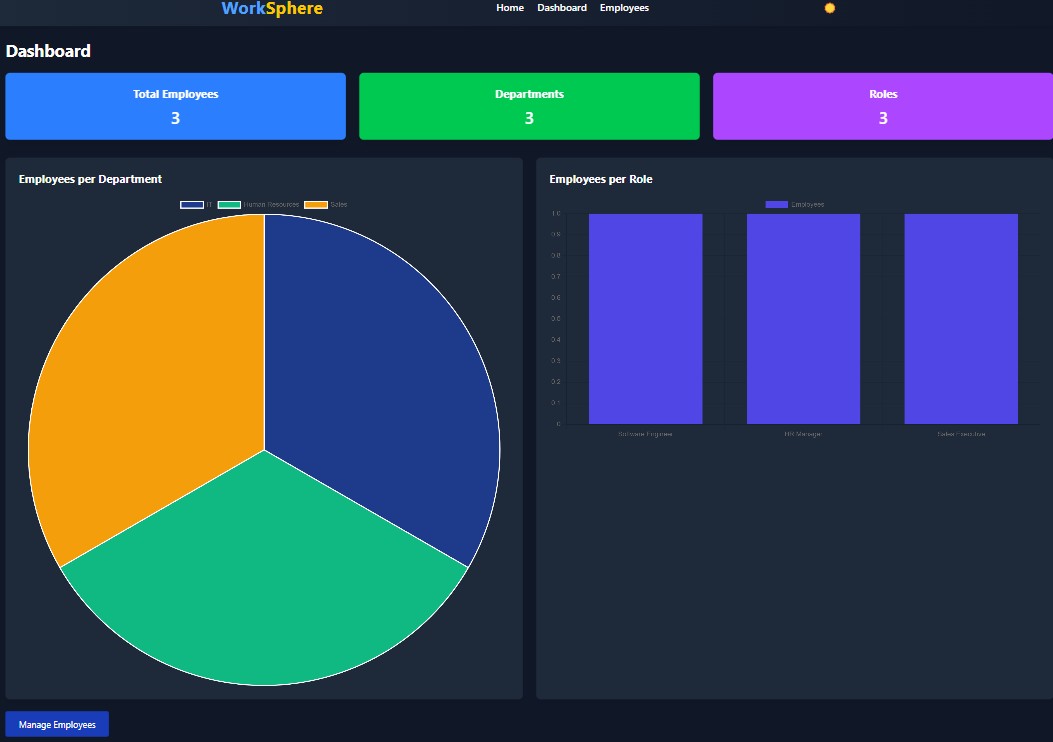 WorkSphere
Home Dashboard Employees
Dashboard
Total Employees
3
Departments
3
Roles
3
Employees per Department
IT Human Resources Sales
Employees per Role
Employees
1.0
0.9
0.8
0.7
0.6
0.5
0.4
0.3
0.2
0.1
0
Software Engineer HR Manager Sales Executive
Manage Employees